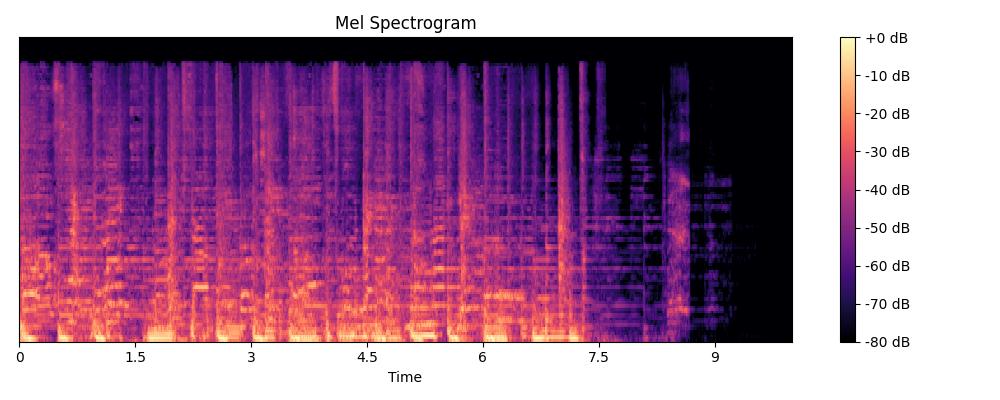 Mel Spectrogram
+0 dB
-10 dB
-20 dB
-30 dB
-40 dB
-50 dB
-60 dB
-70 dB
-80 dB
0 1.5 3 4.5 6 7.5 9
Time